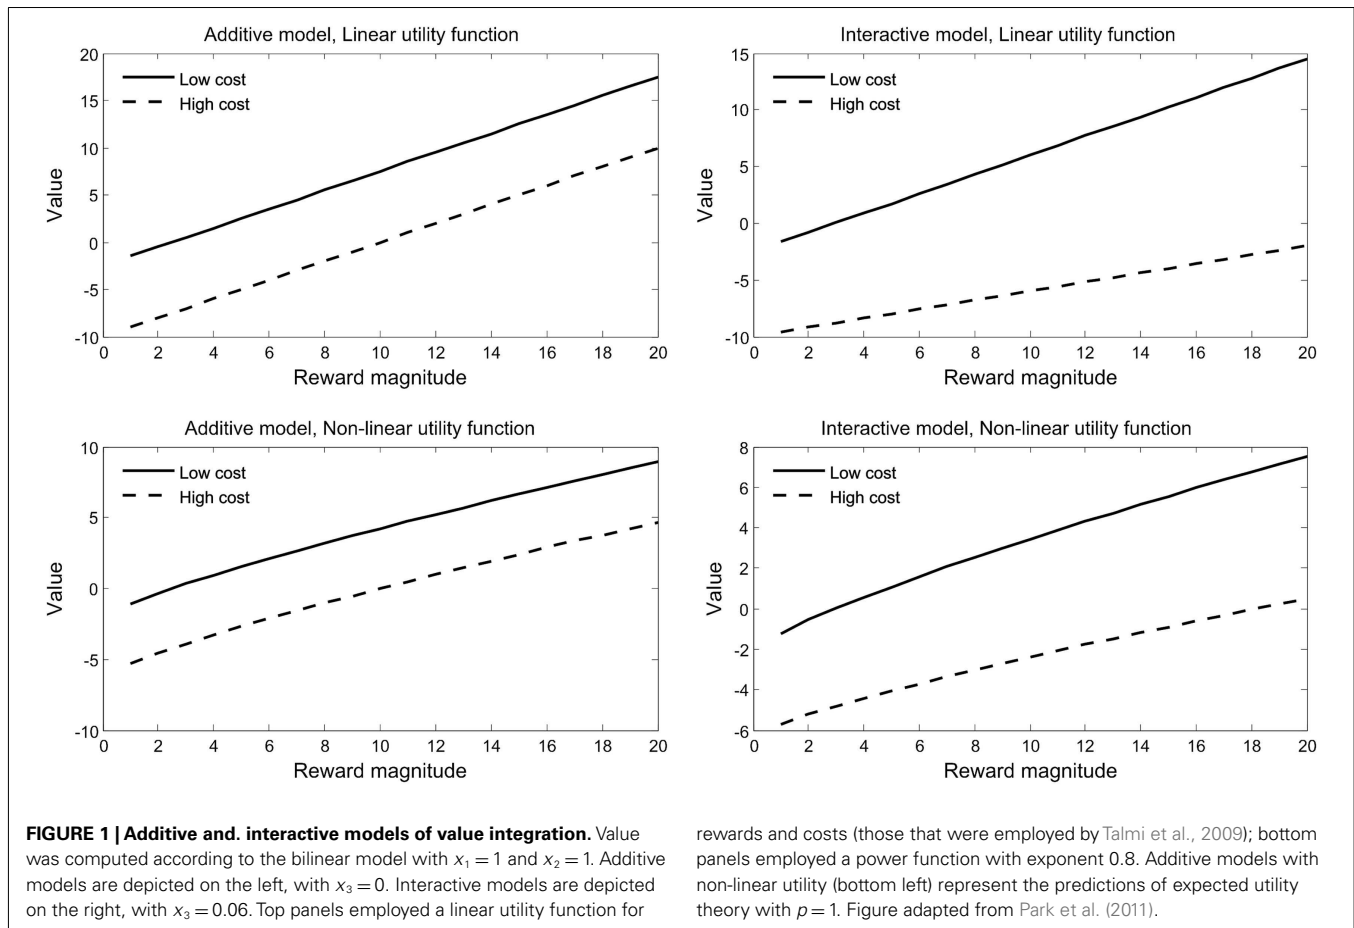 Additive model, Linear utility function
20
15
10
5
0
-5
-10
Value
Low cost
High cost
0 2 4 6 8 10 12 14 16 18 20
Reward magnitude
Interactive model, Linear utility function
15
10
5
0
-5
-10
Value
Low cost
High cost
0 2 4 6 8 10 12 14 16 18 20
Reward magnitude
Additive model, Non-linear utility function
10
5
0
-5
-10
Value
Low cost
High cost
0 2 4 6 8 10 12 14 16 18 20
Reward magnitude
Interactive model, Non-linear utility function
8
6
4
2
0
-2
-4
-6
Value
Low cost
High cost
0 2 4 6 8 10 12 14 16 18 20
Reward magnitude
FIGURE 1 | Additive and. interactive models of value integration. Value
was computed according to the bilinear model with x₁ = 1 and x₂ = 1. Additive
models are depicted on the left, with x₃ = 0. Interactive models are depicted
on the right, with x₃ = 0.06. Top panels employed a linear utility function for
rewards and costs (those that were employed by Talmi et al., 2009); bottom
panels employed a power function with exponent 0.8. Additive models with
non-linear utility (bottom left) represent the predictions of expected utility
theory with p = 1. Figure adapted from Park et al. (2011).